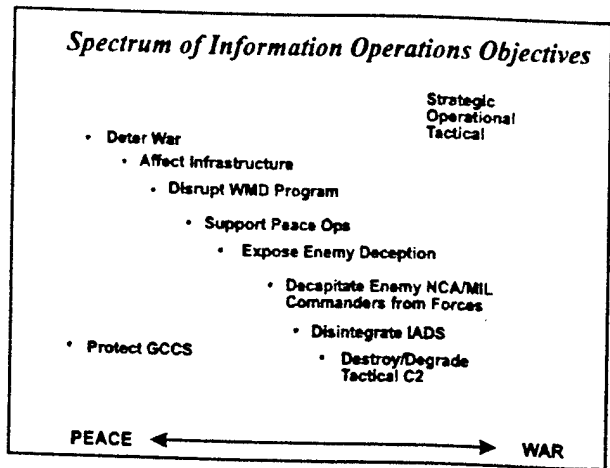 Spectrum of Information Operations Objectives
Strategic
Operational
Tactical
• Deter War
• Affect Infrastructure
• Disrupt WMD Program
• Support Peace Ops
• Expose Enemy Deception
• Decapitate Enemy NCA/MIL
Commanders from Forces
• Disintegrate IADS
• Protect GCCS
• Destroy/Degrade
Tactical C2
PEACE
WAR